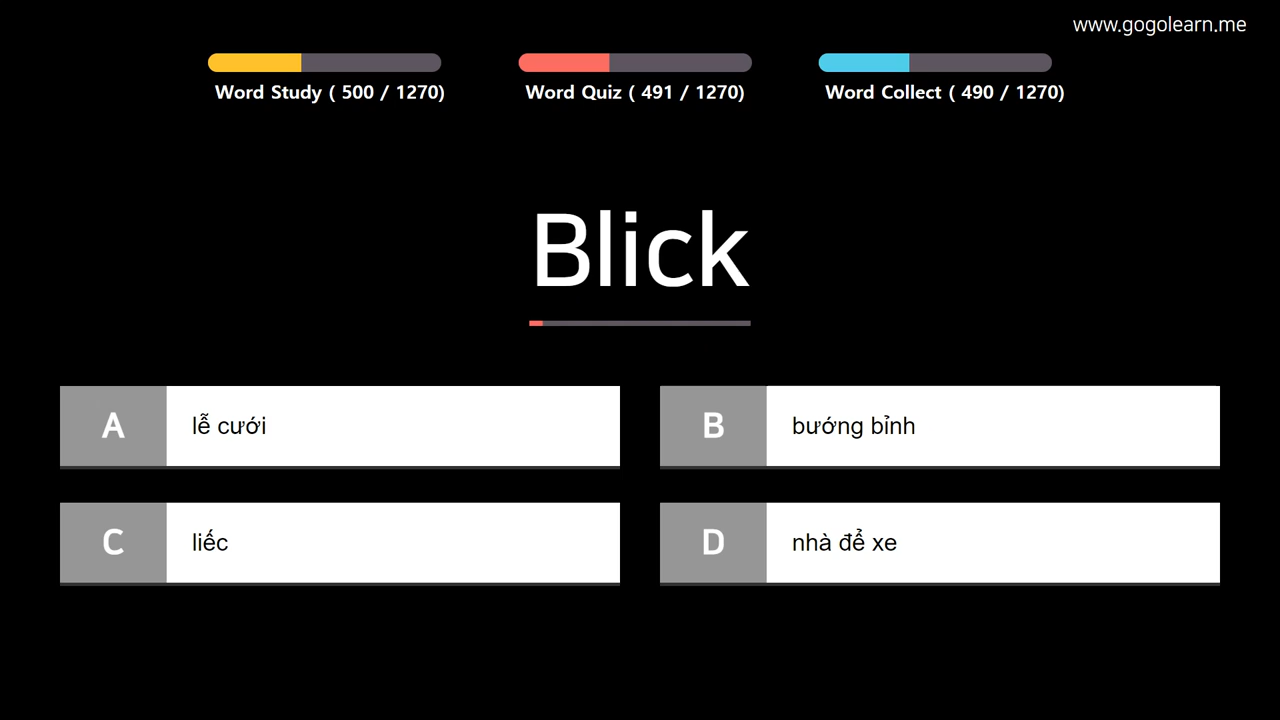 www.gogolearn.me
Word Study ( 500 / 1270)
Word Quiz ( 491 / 1270)
Word Collect ( 490 / 1270)
Blick
A lễ cưới
B bướng bỉnh
C liếc
D nhà để xe